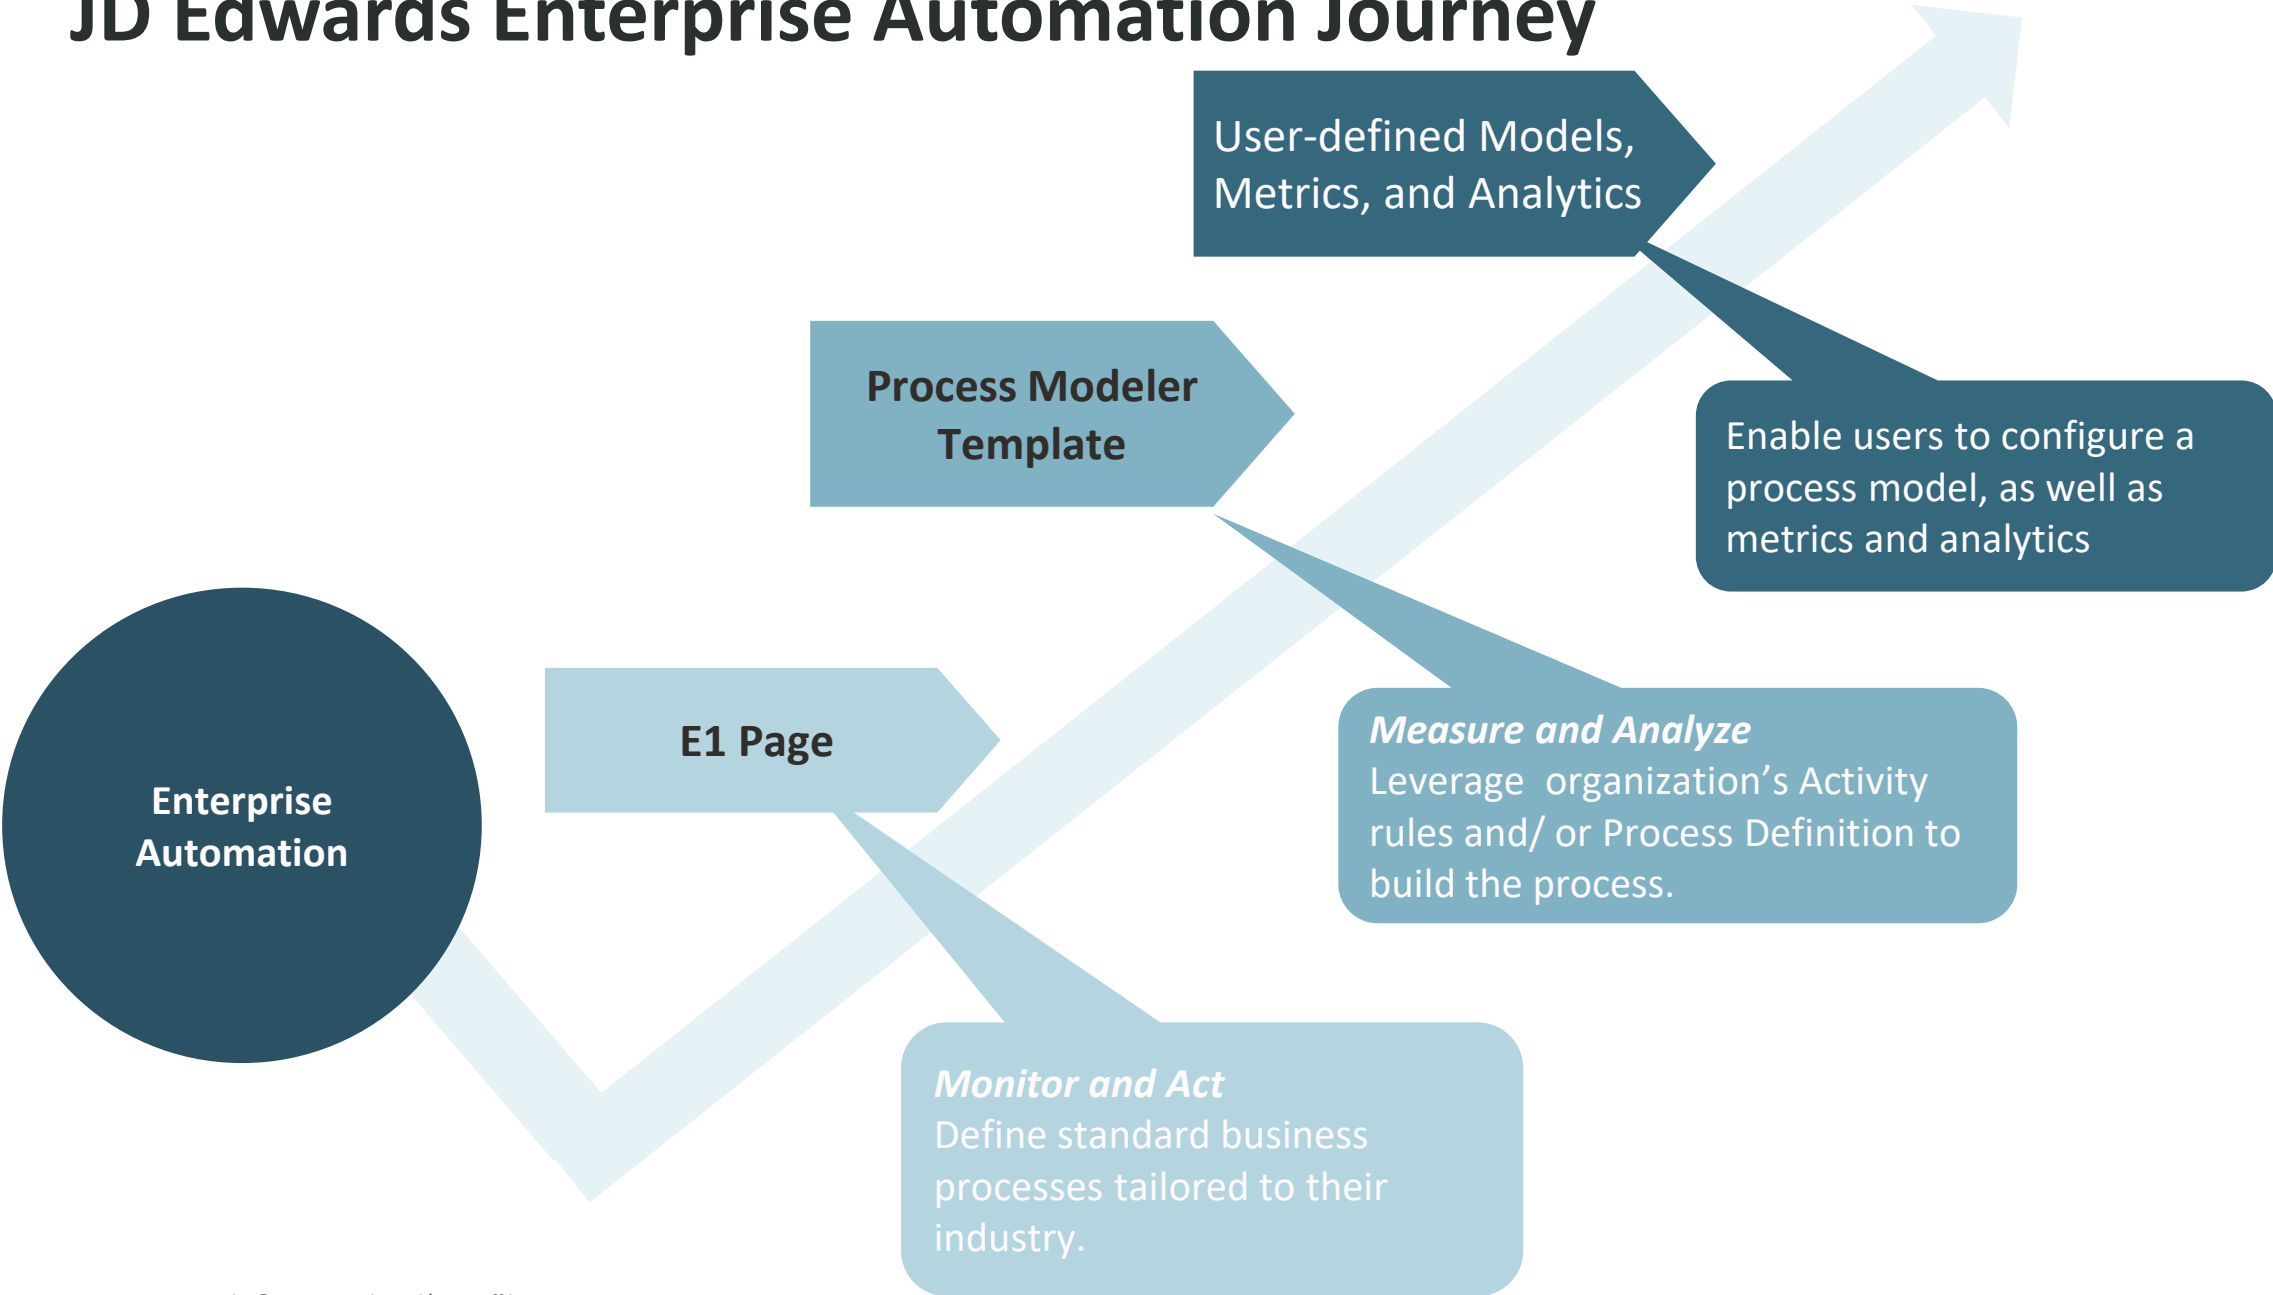 JD Edwards Enterprise Automation Journey
User-defined Models,
Metrics, and Analytics
Process Modeler
Template
Enable users to configure a
process model, as well as
metrics and analytics
E1 Page
Measure and Analyze
Leverage  organization’s Activity
rules and/ or Process Definition to
build the process.
Enterprise
Automation
Monitor and Act
Define standard business
processes tailored to their
industry.